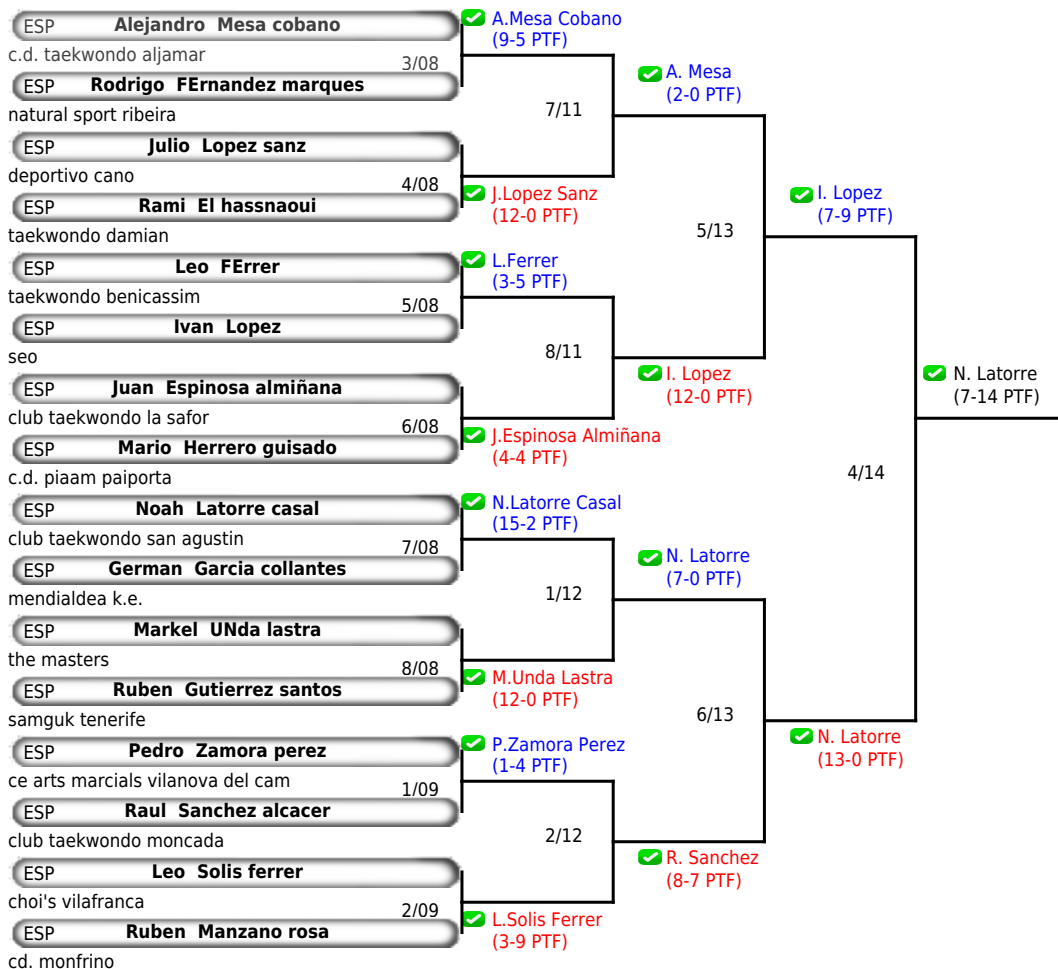 ESP Alejandro Mesa cobano
c.d. taekwondo aljamar
3/08
ESP Rodrigo FErnandez marques
natural sport ribeira
ESP Julio Lopez sanz
deportivo cano
4/08
ESP Rami El hassnaoui
taekwondo damian
ESP Leo FErrer
taekwondo benicassim
5/08
ESP Ivan Lopez
seo
ESP Juan Espinosa almiñana
club taekwondo la safor
6/08
ESP Mario Herrero guisado
c.d. piaam paiporta
ESP Noah Latorre casal
club taekwondo san agustin
7/08
ESP German Garcia collantes
mendialdea k.e.
ESP Markel UNda lastra
the masters
8/08
ESP Ruben Gutierrez santos
samguk tenerife
ESP Pedro Zamora perez
ce arts marcials vilanova del cam
1/09
ESP Raul Sanchez alcacer
club taekwondo moncada
ESP Leo Solis ferrer
choi's vilafranca
2/09
ESP Ruben Manzano rosa
cd. monfrino
A.Mesa Cobano
(9-5 PTF)
7/11
J.Lopez Sanz
(12-0 PTF)
L.Ferrer
(3-5 PTF)
8/11
J.Espinosa Almiñana
(4-4 PTF)
N.Latorre Casal
(15-2 PTF)
1/12
M.Unda Lastra
(12-0 PTF)
P.Zamora Perez
(1-4 PTF)
2/12
L.Solis Ferrer
(3-9 PTF)
A. Mesa
(2-0 PTF)
5/13
I. Lopez
(12-0 PTF)
N. Latorre
(7-0 PTF)
6/13
R. Sanchez
(8-7 PTF)
I. Lopez
(7-9 PTF)
4/14
N. Latorre
(13-0 PTF)
N. Latorre
(7-14 PTF)